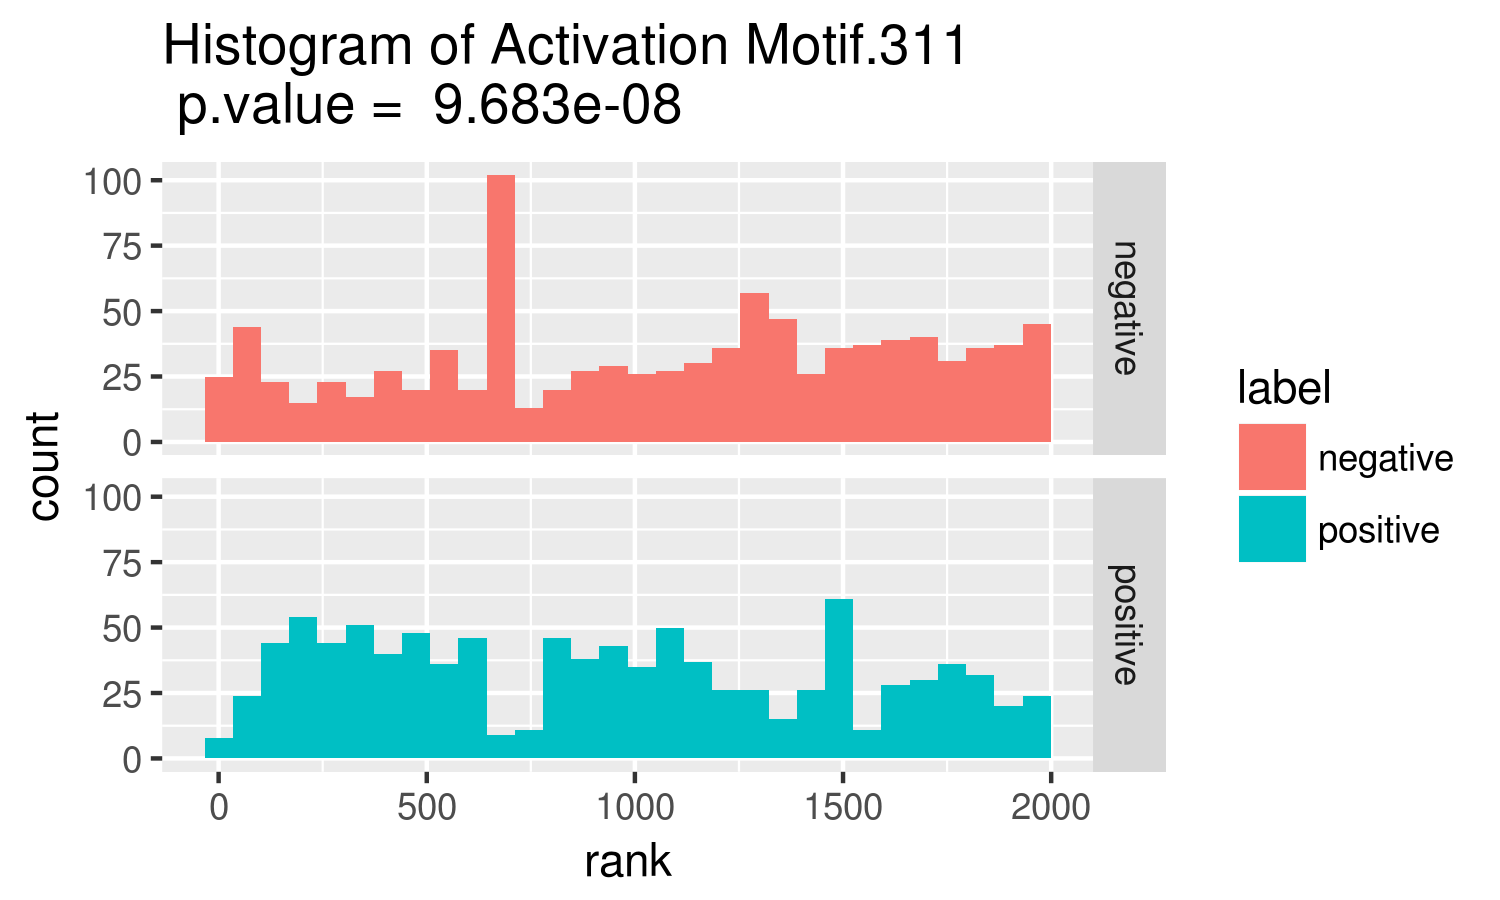 Histogram of Activation Motif.311
p.value =  9.683e-08
count
100
75
50
25
0
negative
100
75
50
25
0
positive
0 500 1000 1500 2000
rank
label
negative
positive